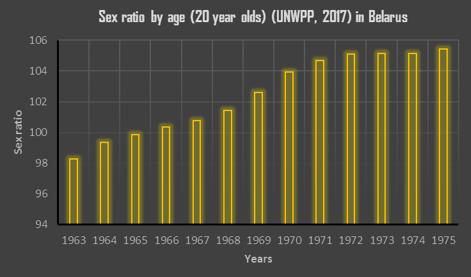 Sex ratio by age (20 year olds) (UNWPP, 2017) in Belarus
106
104
102
100
98
96
94
Sex ratio
1963 1964 1965 1966 1967 1968 1969 1970 1971 1972 1973 1974 1975
Years